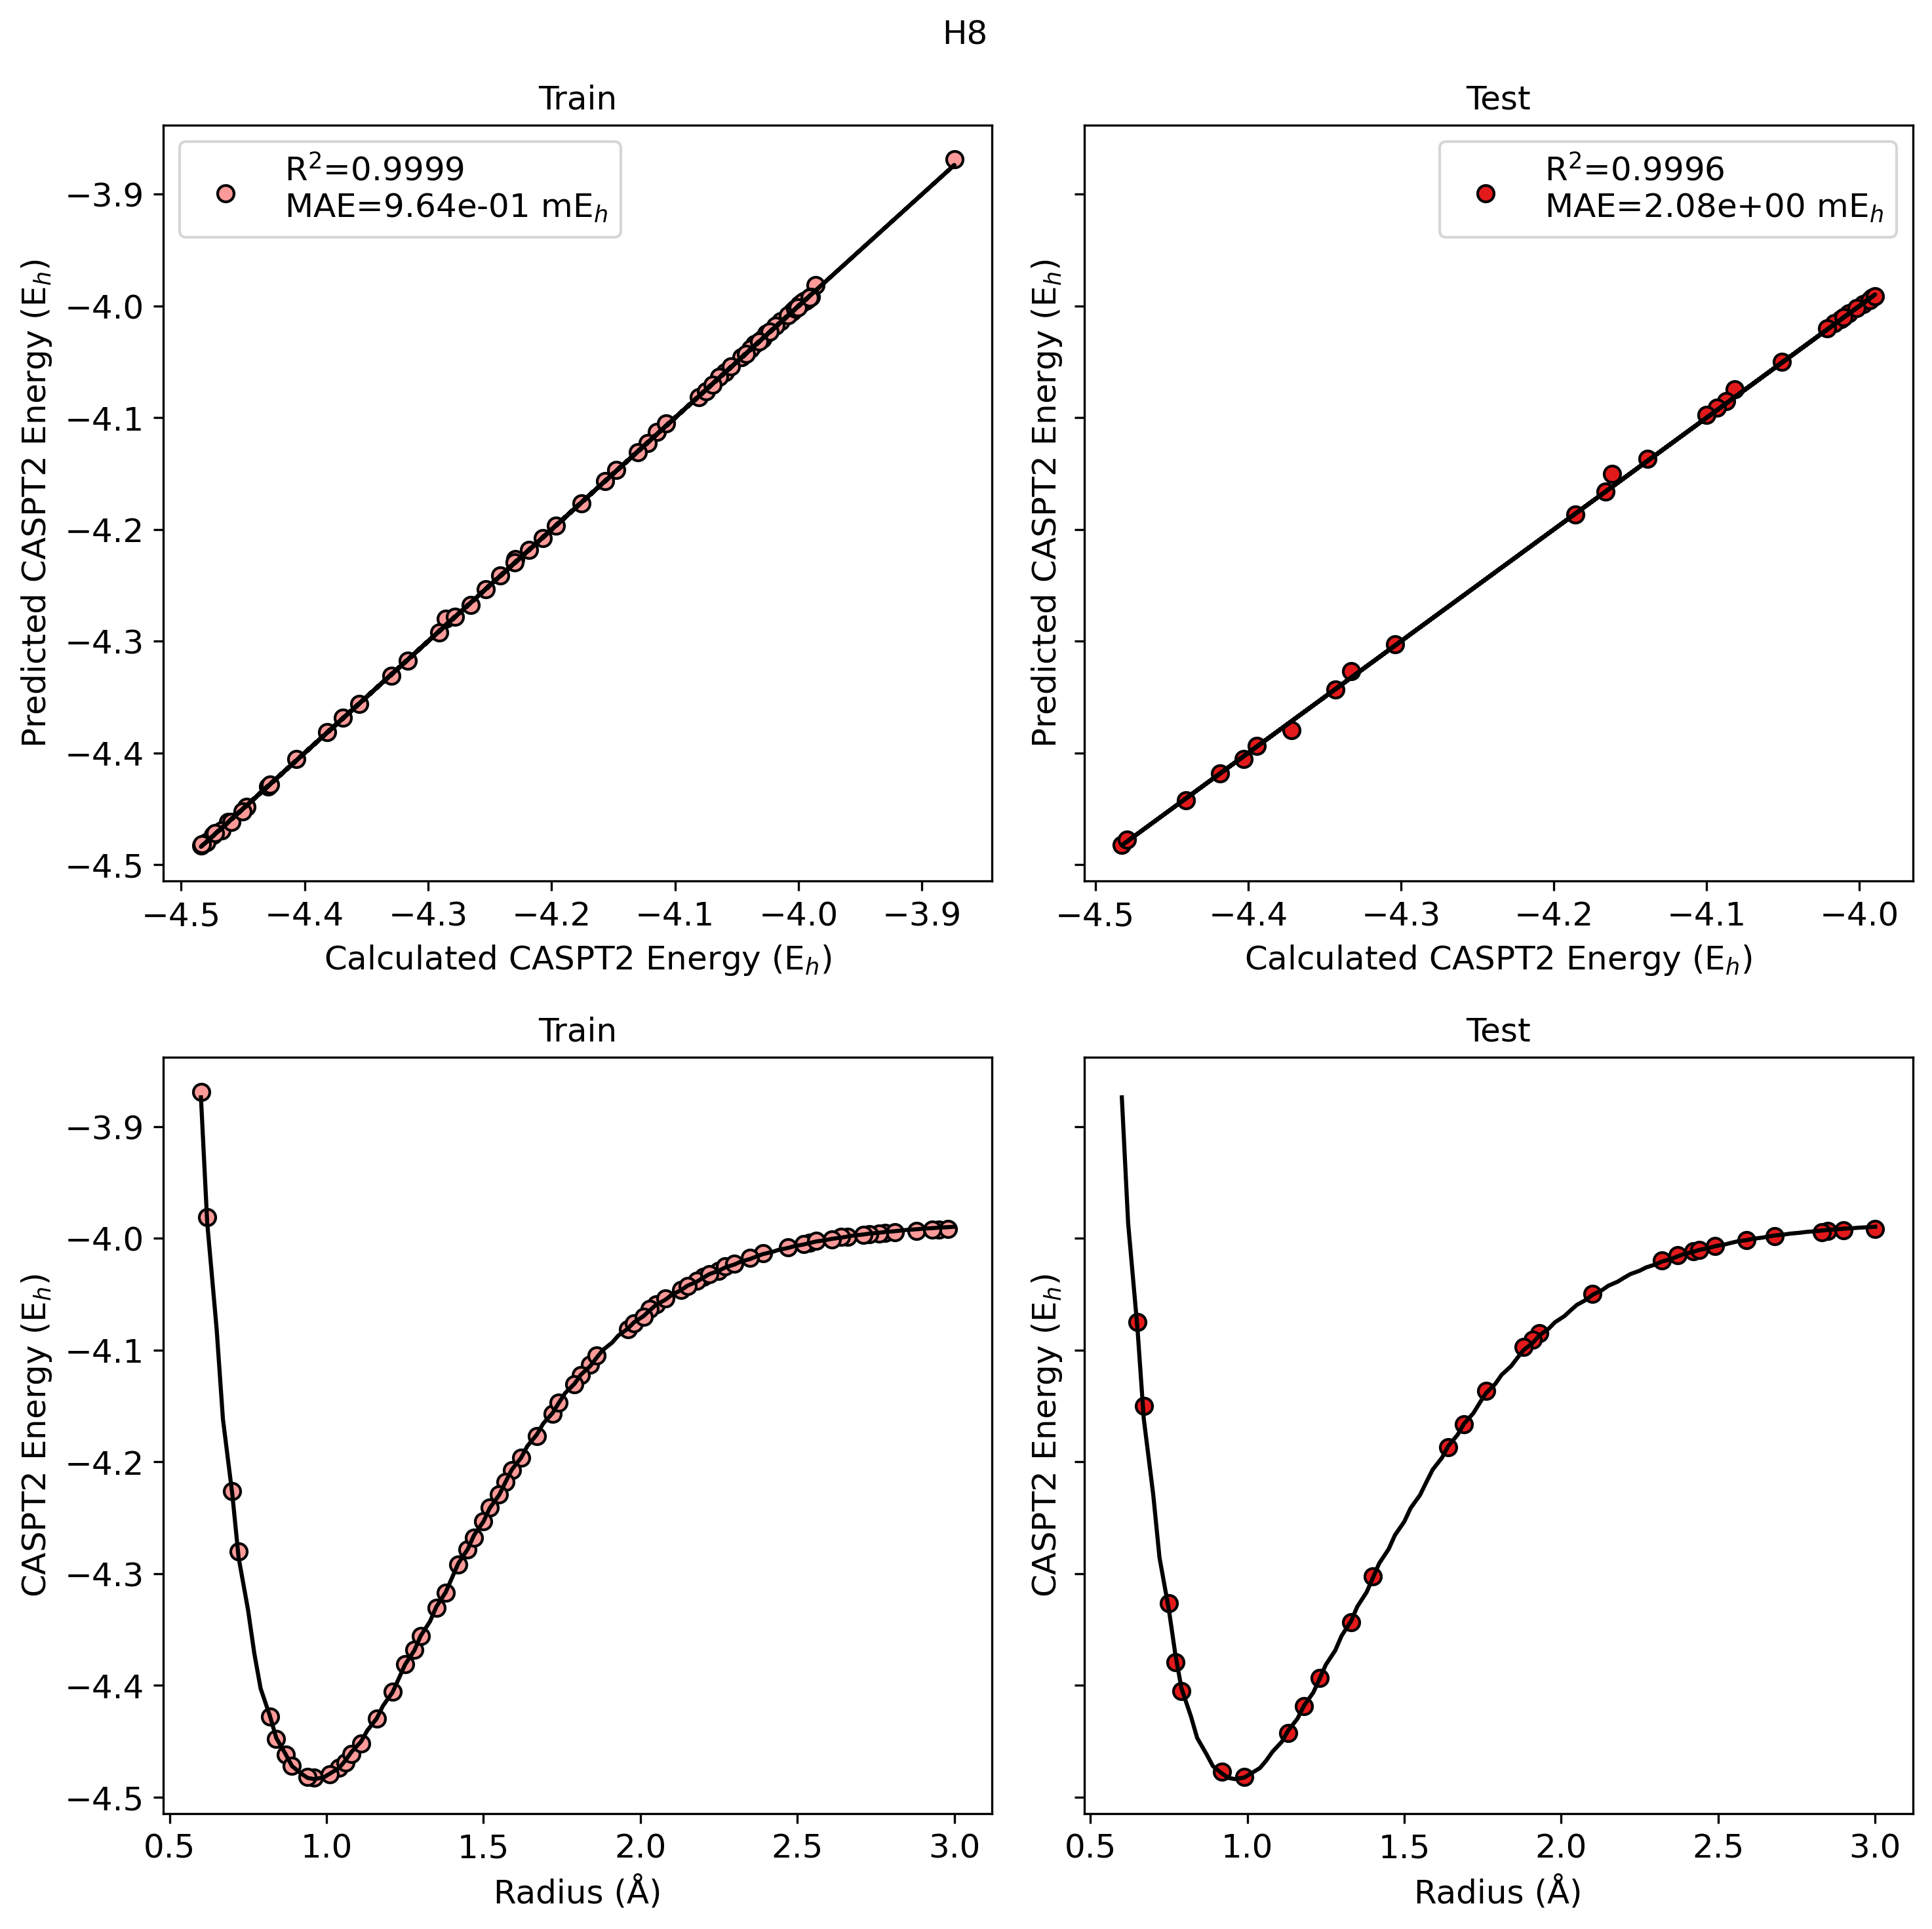 H8
Train
Test
R²=0.9999
MAE=9.64e-01 mEₕ
R²=0.9996
MAE=2.08e+00 mEₕ
Predicted CASPT2 Energy (Eₕ)
−3.9
−4.0
−4.1
−4.2
−4.3
−4.4
−4.5
−4.5 −4.4 −4.3 −4.2 −4.1 −4.0 −3.9
Calculated CASPT2 Energy (Eₕ)
Predicted CASPT2 Energy (Eₕ)
−4.5 −4.4 −4.3 −4.2 −4.1 −4.0
Calculated CASPT2 Energy (Eₕ)
Train
Test
CASPT2 Energy (Eₕ)
−3.9
−4.0
−4.1
−4.2
−4.3
−4.4
−4.5
0.5 1.0 1.5 2.0 2.5 3.0
Radius (Å)
CASPT2 Energy (Eₕ)
0.5 1.0 1.5 2.0 2.5 3.0
Radius (Å)